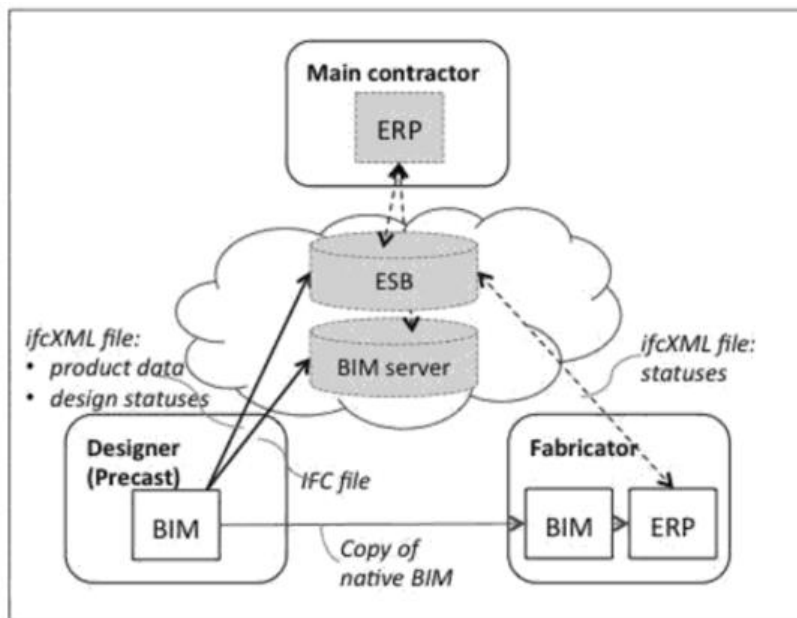 Main contractor
ERP
ESB
BIM server
ifcXML file:
• product data
• design statuses
ifcXML file:
statuses
Designer
(Precast)
BIM
IFC file
Copy of
native BIM
Fabricator
BIM
ERP